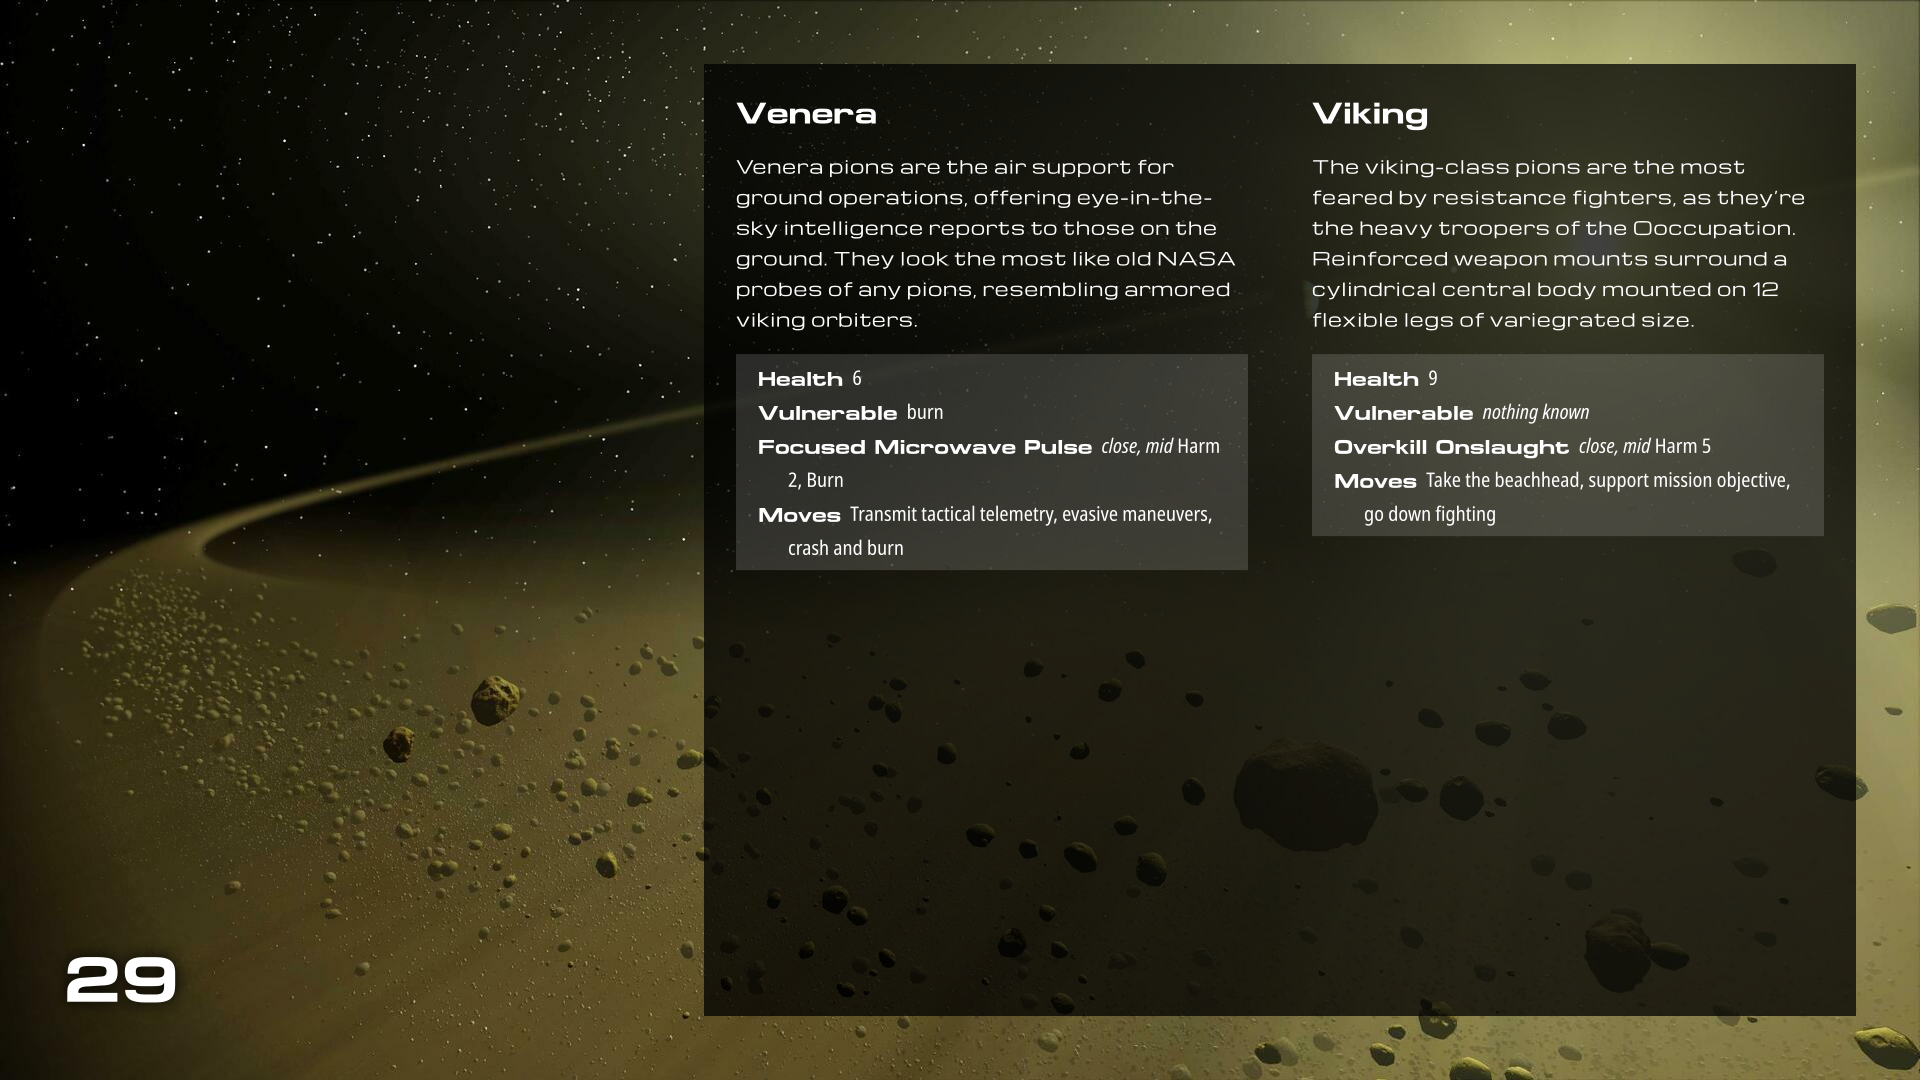 Venera
Venera pions are the air support for
ground operations, offering eye-in-the-
sky intelligence reports to those on the
ground. They look the most like old NASA
probes of any pions, resembling armored
viking orbiters.
Health 6
Vulnerable burn
Focused Microwave Pulse close, mid Harm
2, Burn
Moves Transmit tactical telemetry, evasive maneuvers,
crash and burn
Viking
The viking-class pions are the most
feared by resistance fighters, as they're
the heavy troopers of the Ooccupation.
Reinforced weapon mounts surround a
cylindrical central body mounted on 12
flexible legs of variegrated size.
Health 9
Vulnerable nothing known
Overkill Onslaught close, mid Harm 5
Moves Take the beachhead, support mission objective,
go down fighting
29